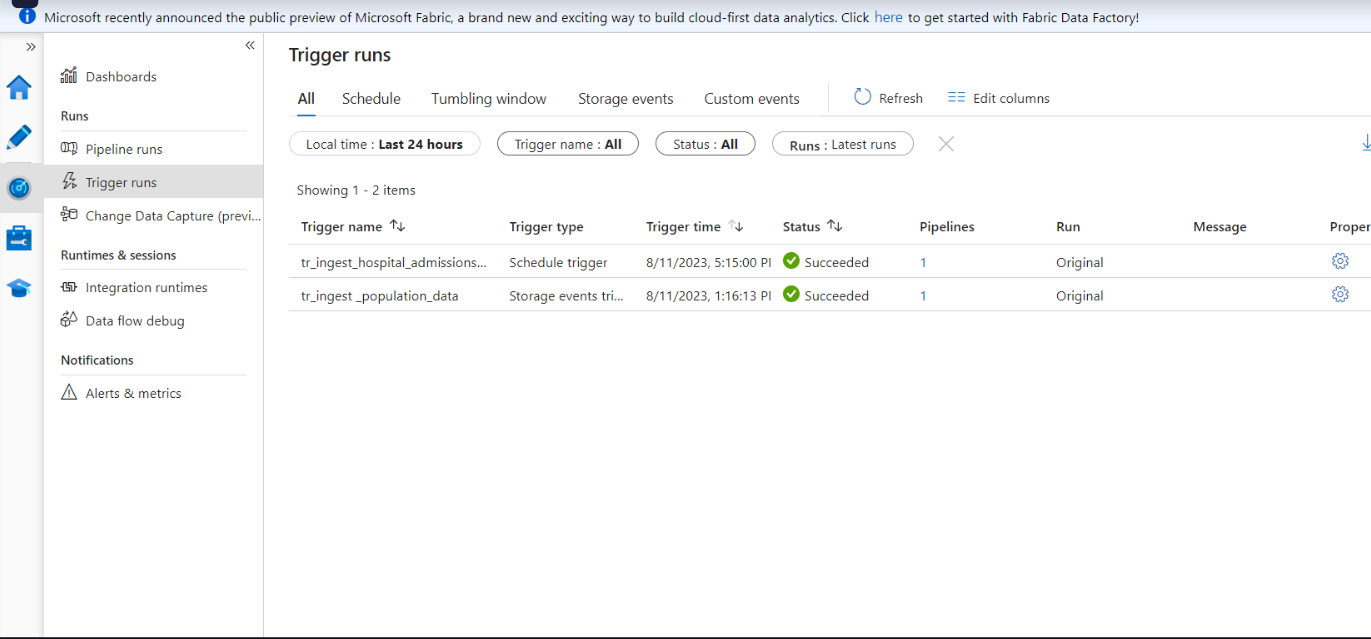 Microsoft recently announced the public preview of Microsoft Fabric, a brand new and exciting way to build cloud-first data analytics. Click here to get started with Fabric Data Factory!
Dashboards
Runs
Pipeline runs
Trigger runs
Change Data Capture (previ...
Runtimes & sessions
Integration runtimes
Data flow debug
Notifications
Alerts & metrics
Trigger runs
All Schedule Tumbling window Storage events Custom events Refresh Edit columns
Local time : Last 24 hours Trigger name : All Status : All Runs : Latest runs
Showing 1 - 2 items
Trigger name Trigger type Trigger time Status Pipelines Run Message Proper
tr_ingest_hospital_admissions... Schedule trigger 8/11/2023, 5:15:00 PI Succeeded 1 Original
tr_ingest _population_data Storage events tri... 8/11/2023, 1:16:13 PI Succeeded 1 Original